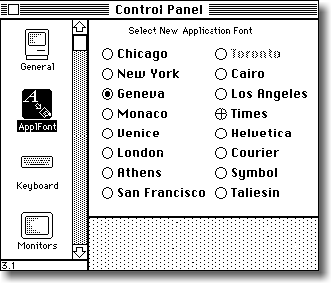 Control Panel
Select New Application Font
General
ApplFont
Keyboard
Monitors
3.1
Chicago
New York
Geneva
Monaco
Venice
London
Athens
San Francisco
Toronto
Cairo
Los Angeles
Times
Helvetica
Courier
Symbol
Taliesin